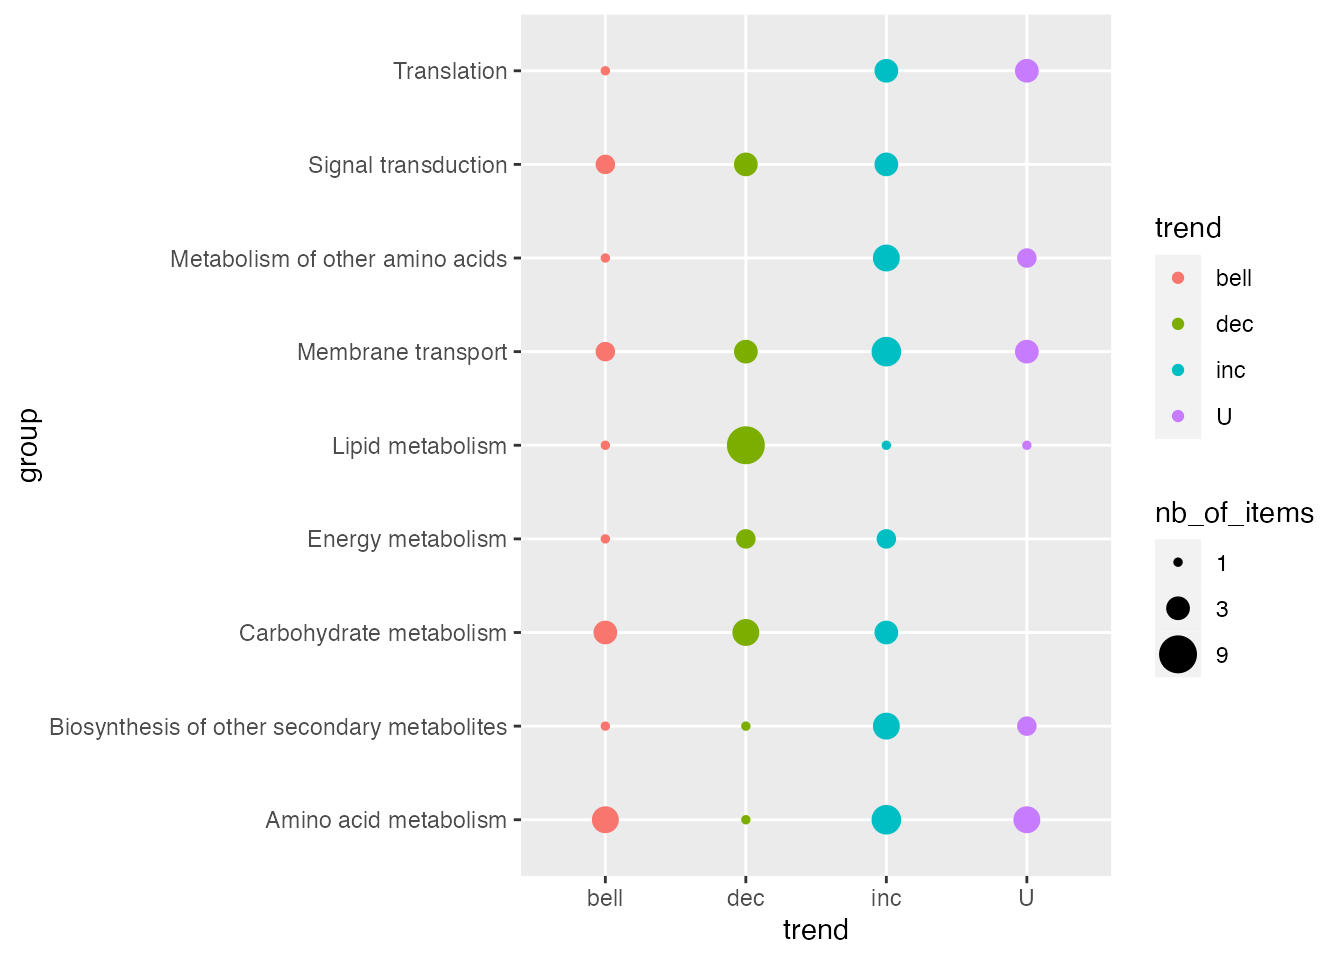 Translation
Signal transduction
Metabolism of other amino acids
Membrane transport
Lipid metabolism
Energy metabolism
Carbohydrate metabolism
Biosynthesis of other secondary metabolites
Amino acid metabolism
group
bell dec inc U
trend
trend
bell
dec
inc
U
nb_of_items
1
3
9